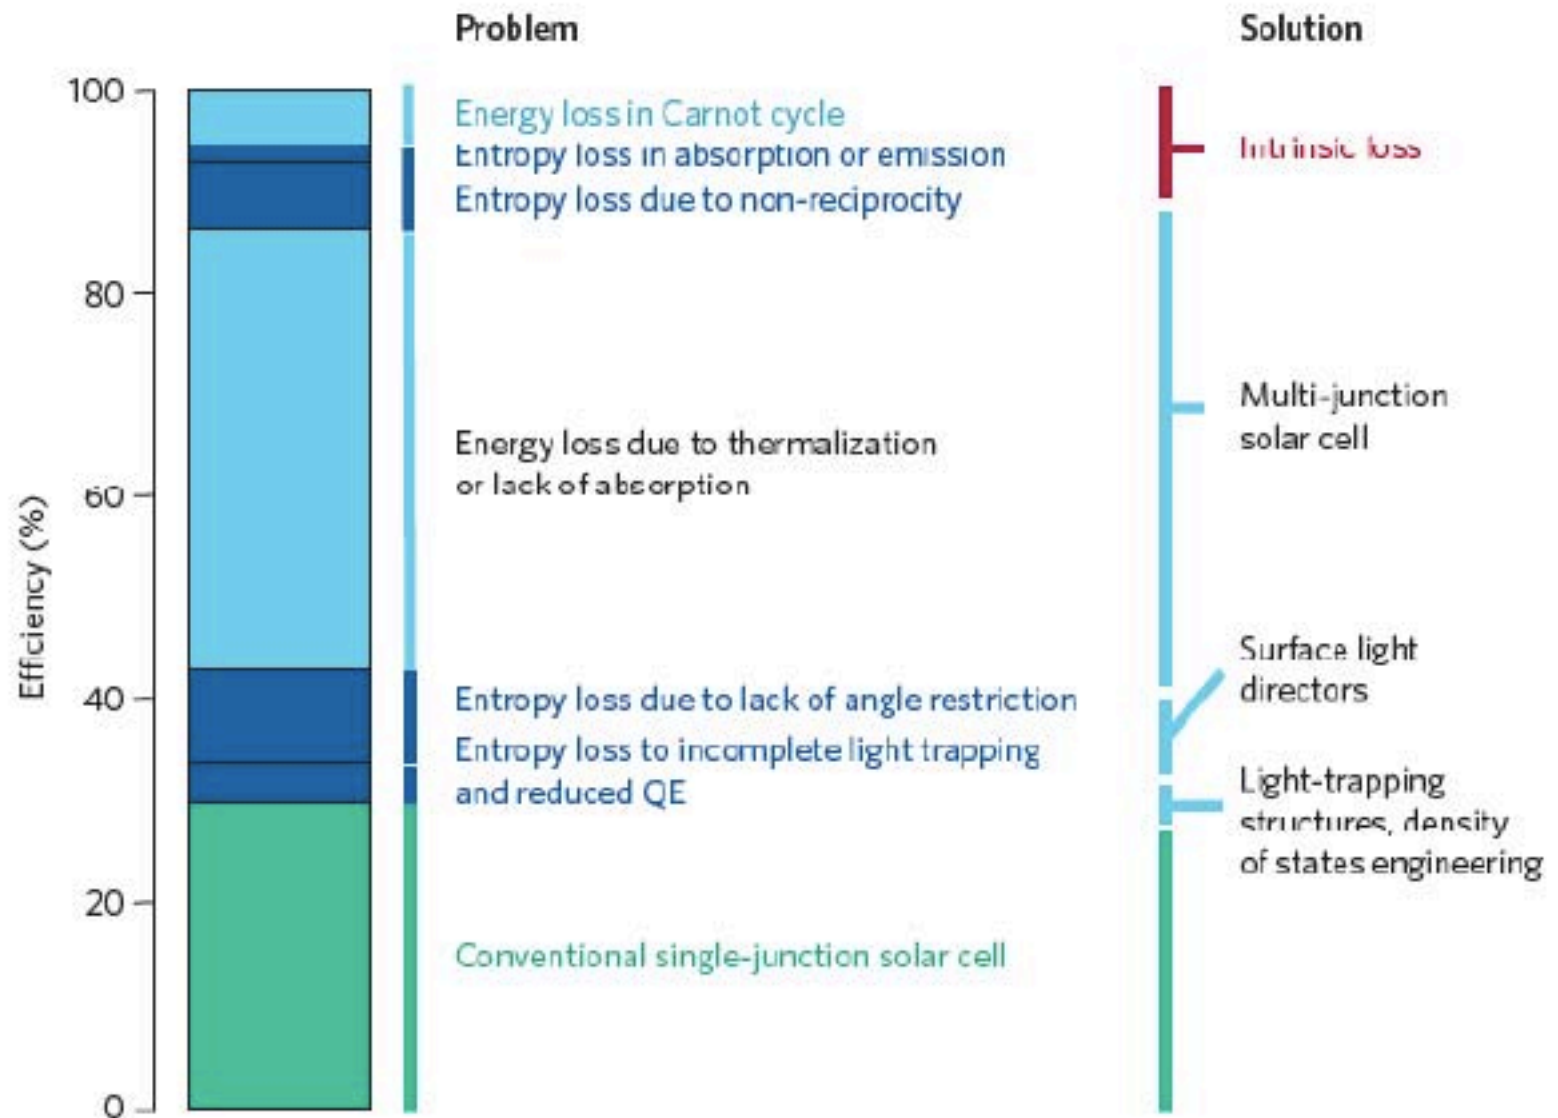 Problem
Solution
100
80
60
40
20
0
Efficiency (%)
Energy loss in Carnot cycle
Entropy loss in absorption or emission
Entropy loss due to non-reciprocity
Energy loss due to thermalization
or lack of absorption
Entropy loss due to lack of angle restriction
Entropy loss to incomplete light trapping
and reduced QE
Conventional single-junction solar cell
Intrinsic loss
Multi-junction
solar cell
Surface light
directors
Light-trapping
structures, density
of states engineering